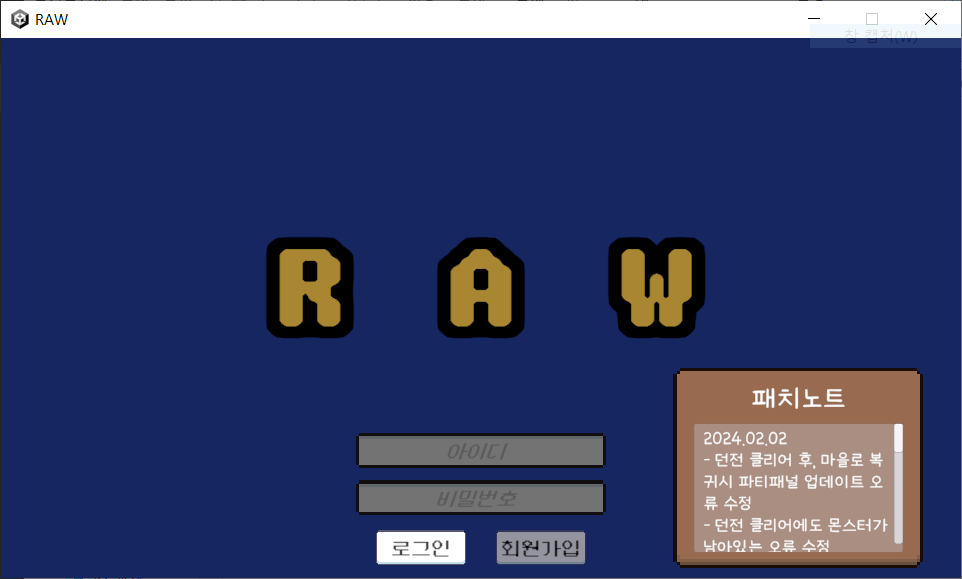 RAW
창 캡처(W)
R A W
패치노트
2024.02.02
- 던전 클리어 후, 마을로 복
귀시 파티패널 업데이트 오
류 수정
- 던전 클리어에도 몬스터가
남아있는 오류 수정
아이디
비밀번호
로그인 회원가입